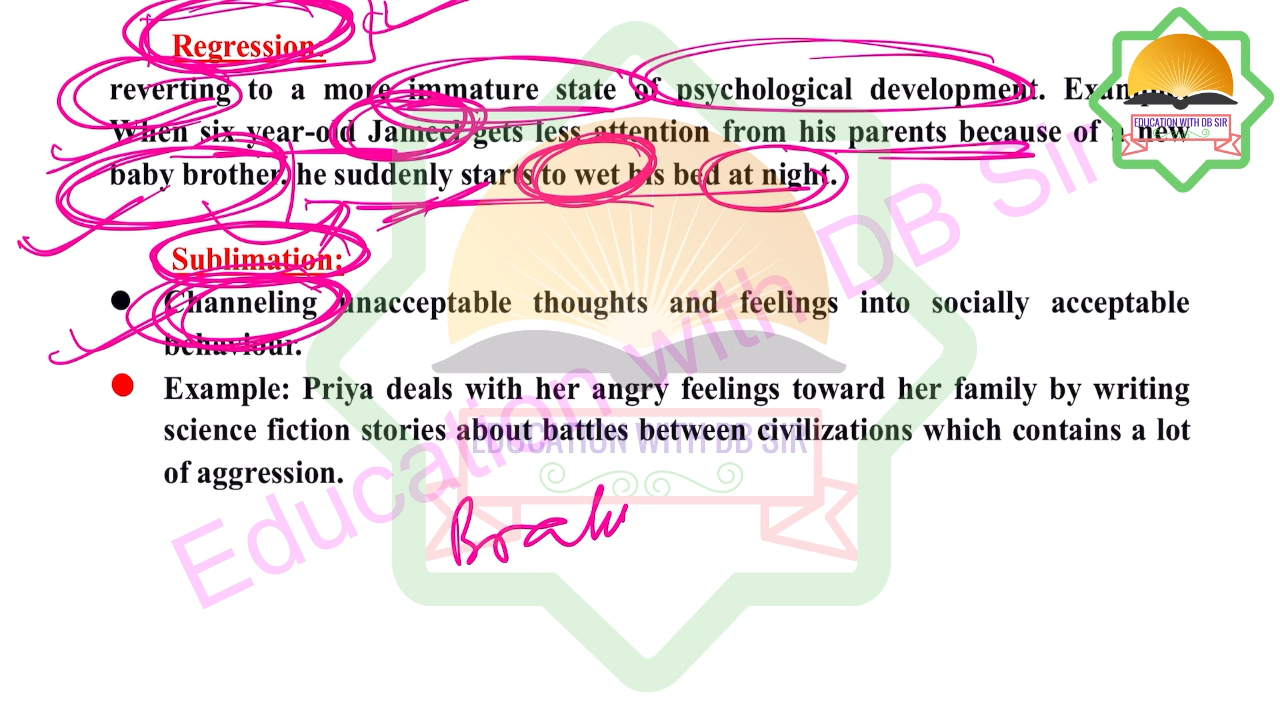 Regression:
reverting to a more immature state of psychological development. Example:
When six year-old Jameel gets less attention from his parents because of a new
baby brother, he suddenly starts to wet his bed at night.
Sublimation:
● Channeling unacceptable thoughts and feelings into socially acceptable
behaviour.
● Example: Priya deals with her angry feelings toward her family by writing
science fiction stories about battles between civilizations which contains a lot
of aggression.
EDUCATION WITH DB SIR
EDUCATION WITH DB SIR
Education with DB Sir